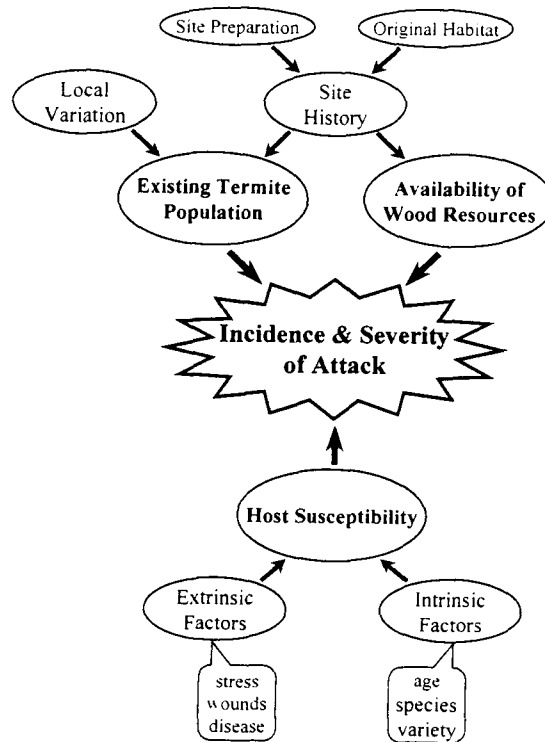 Site Preparation
Original Habitat
Local
Variation
Site
History
Existing Termite
Population
Availability of
Wood Resources
Incidence & Severity
of Attack
Host Susceptibility
Extrinsic
Factors
Intrinsic
Factors
stress
wounds
disease
age
species
variety